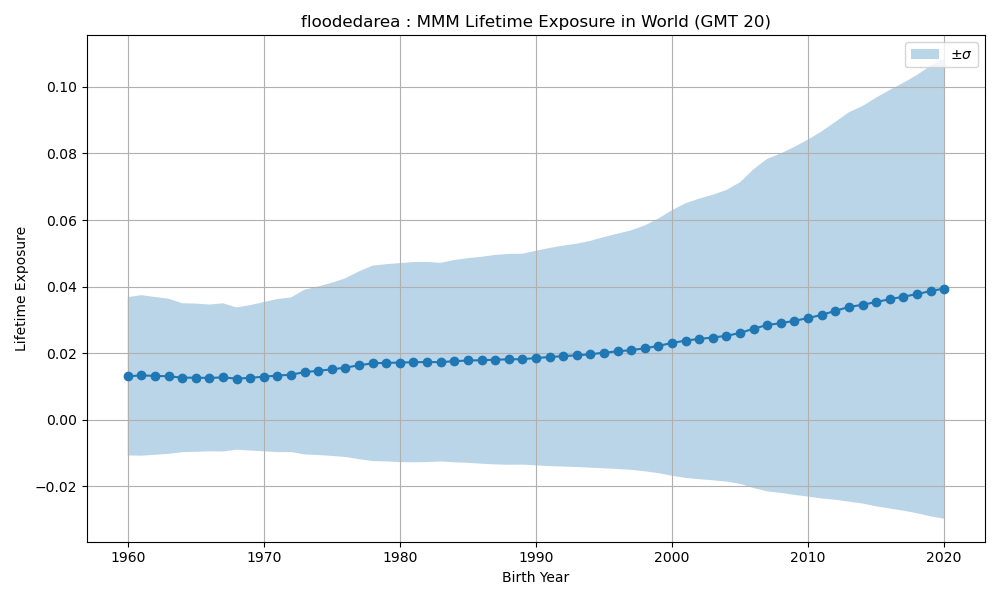 floodedarea : MMM Lifetime Exposure in World (GMT 20)
±σ
Lifetime Exposure
0.10
0.08
0.06
0.04
0.02
0.00
−0.02
1960 1970 1980 1990 2000 2010 2020
Birth Year